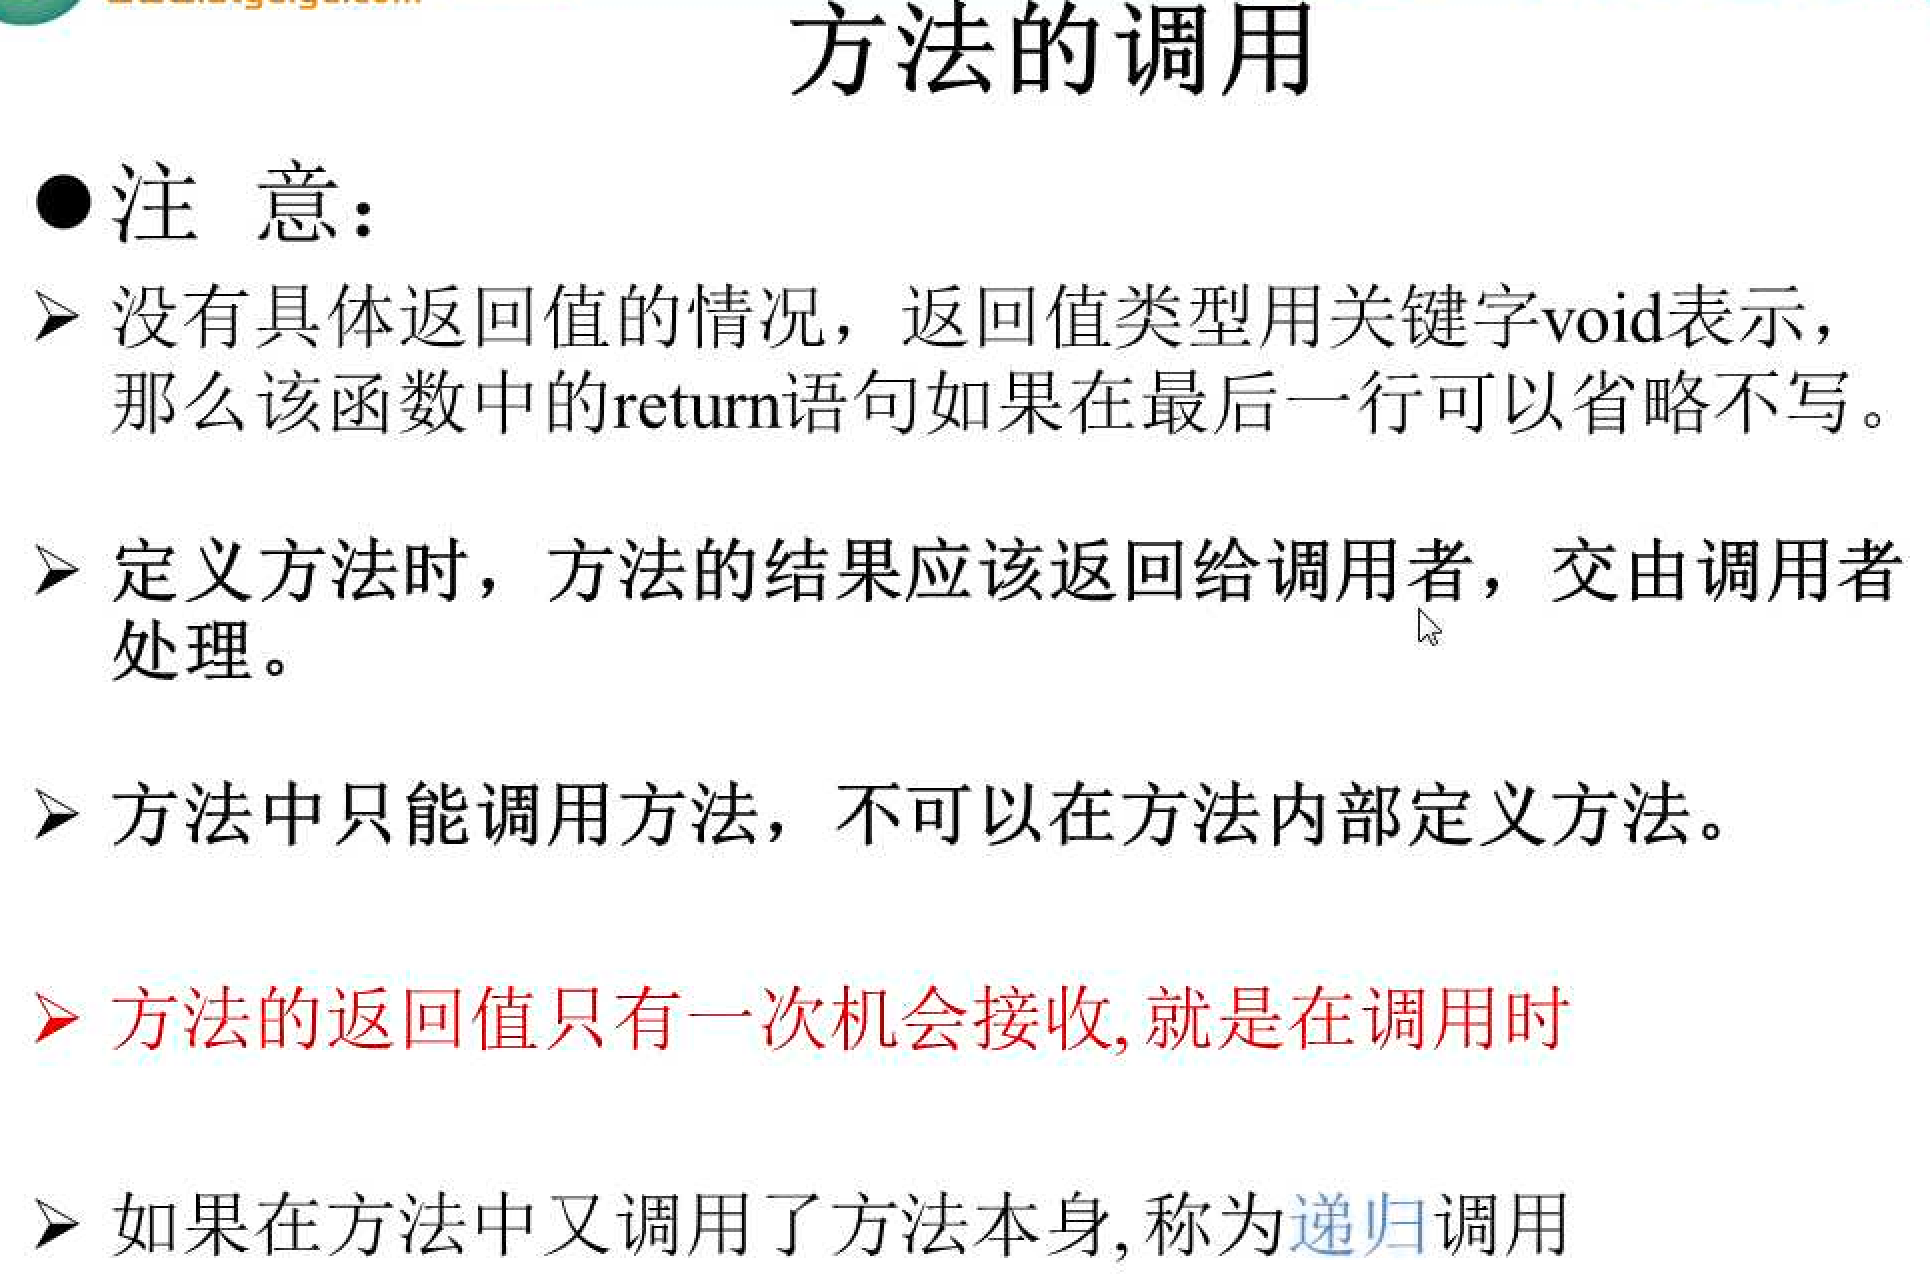 方法的调用
注 意：
没有具体返回值的情况，返回值类型用关键字void表示，
那么该函数中的return语句如果在最后一行可以省略不写。
定义方法时，方法的结果应该返回给调用者，交由调用者
处理。
方法中只能调用方法，不可以在方法内部定义方法。
方法的返回值只有一次机会接收,就是在调用时
如果在方法中又调用了方法本身,称为递归调用